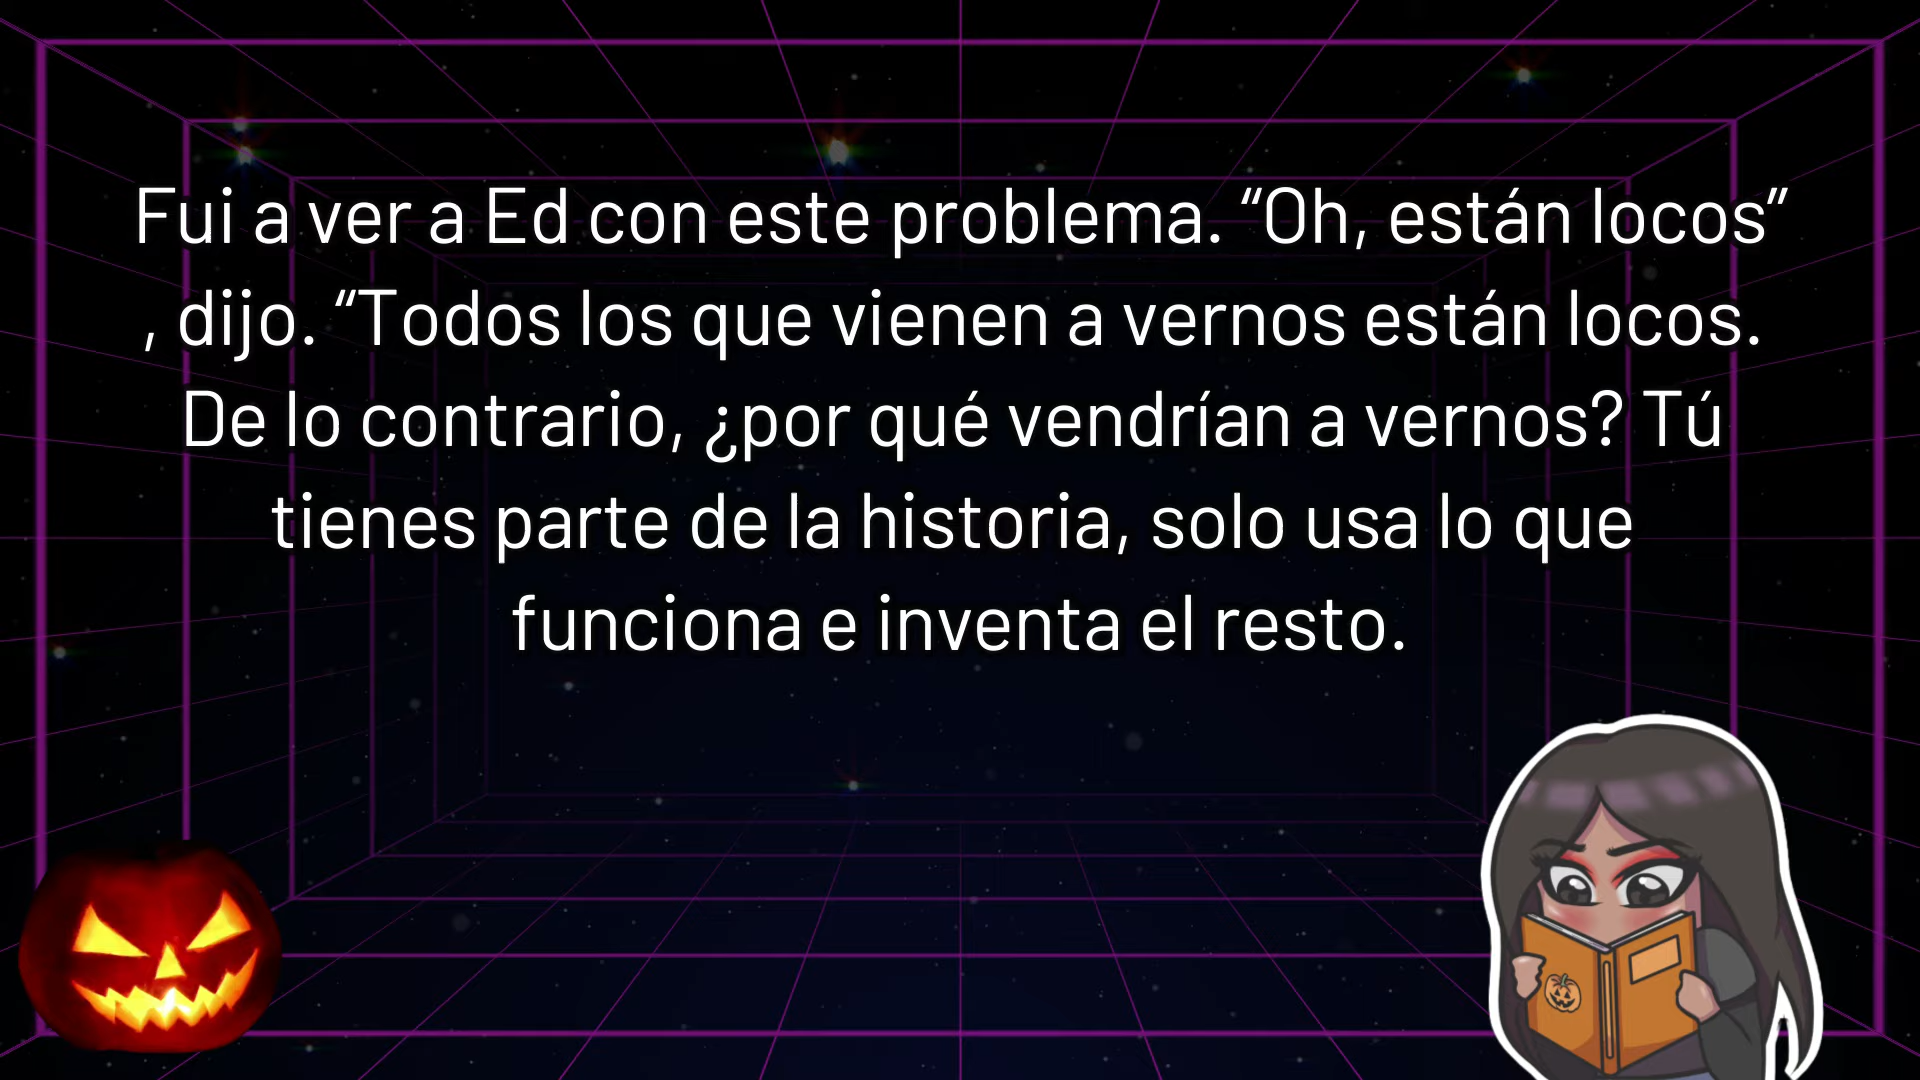 Fui a ver a Ed con este problema. “Oh, están locos”
, dijo. “Todos los que vienen a vernos están locos.
De lo contrario, ¿por qué vendrían a vernos? Tú
tienes parte de la historia, solo usa lo que
funciona e inventa el resto.